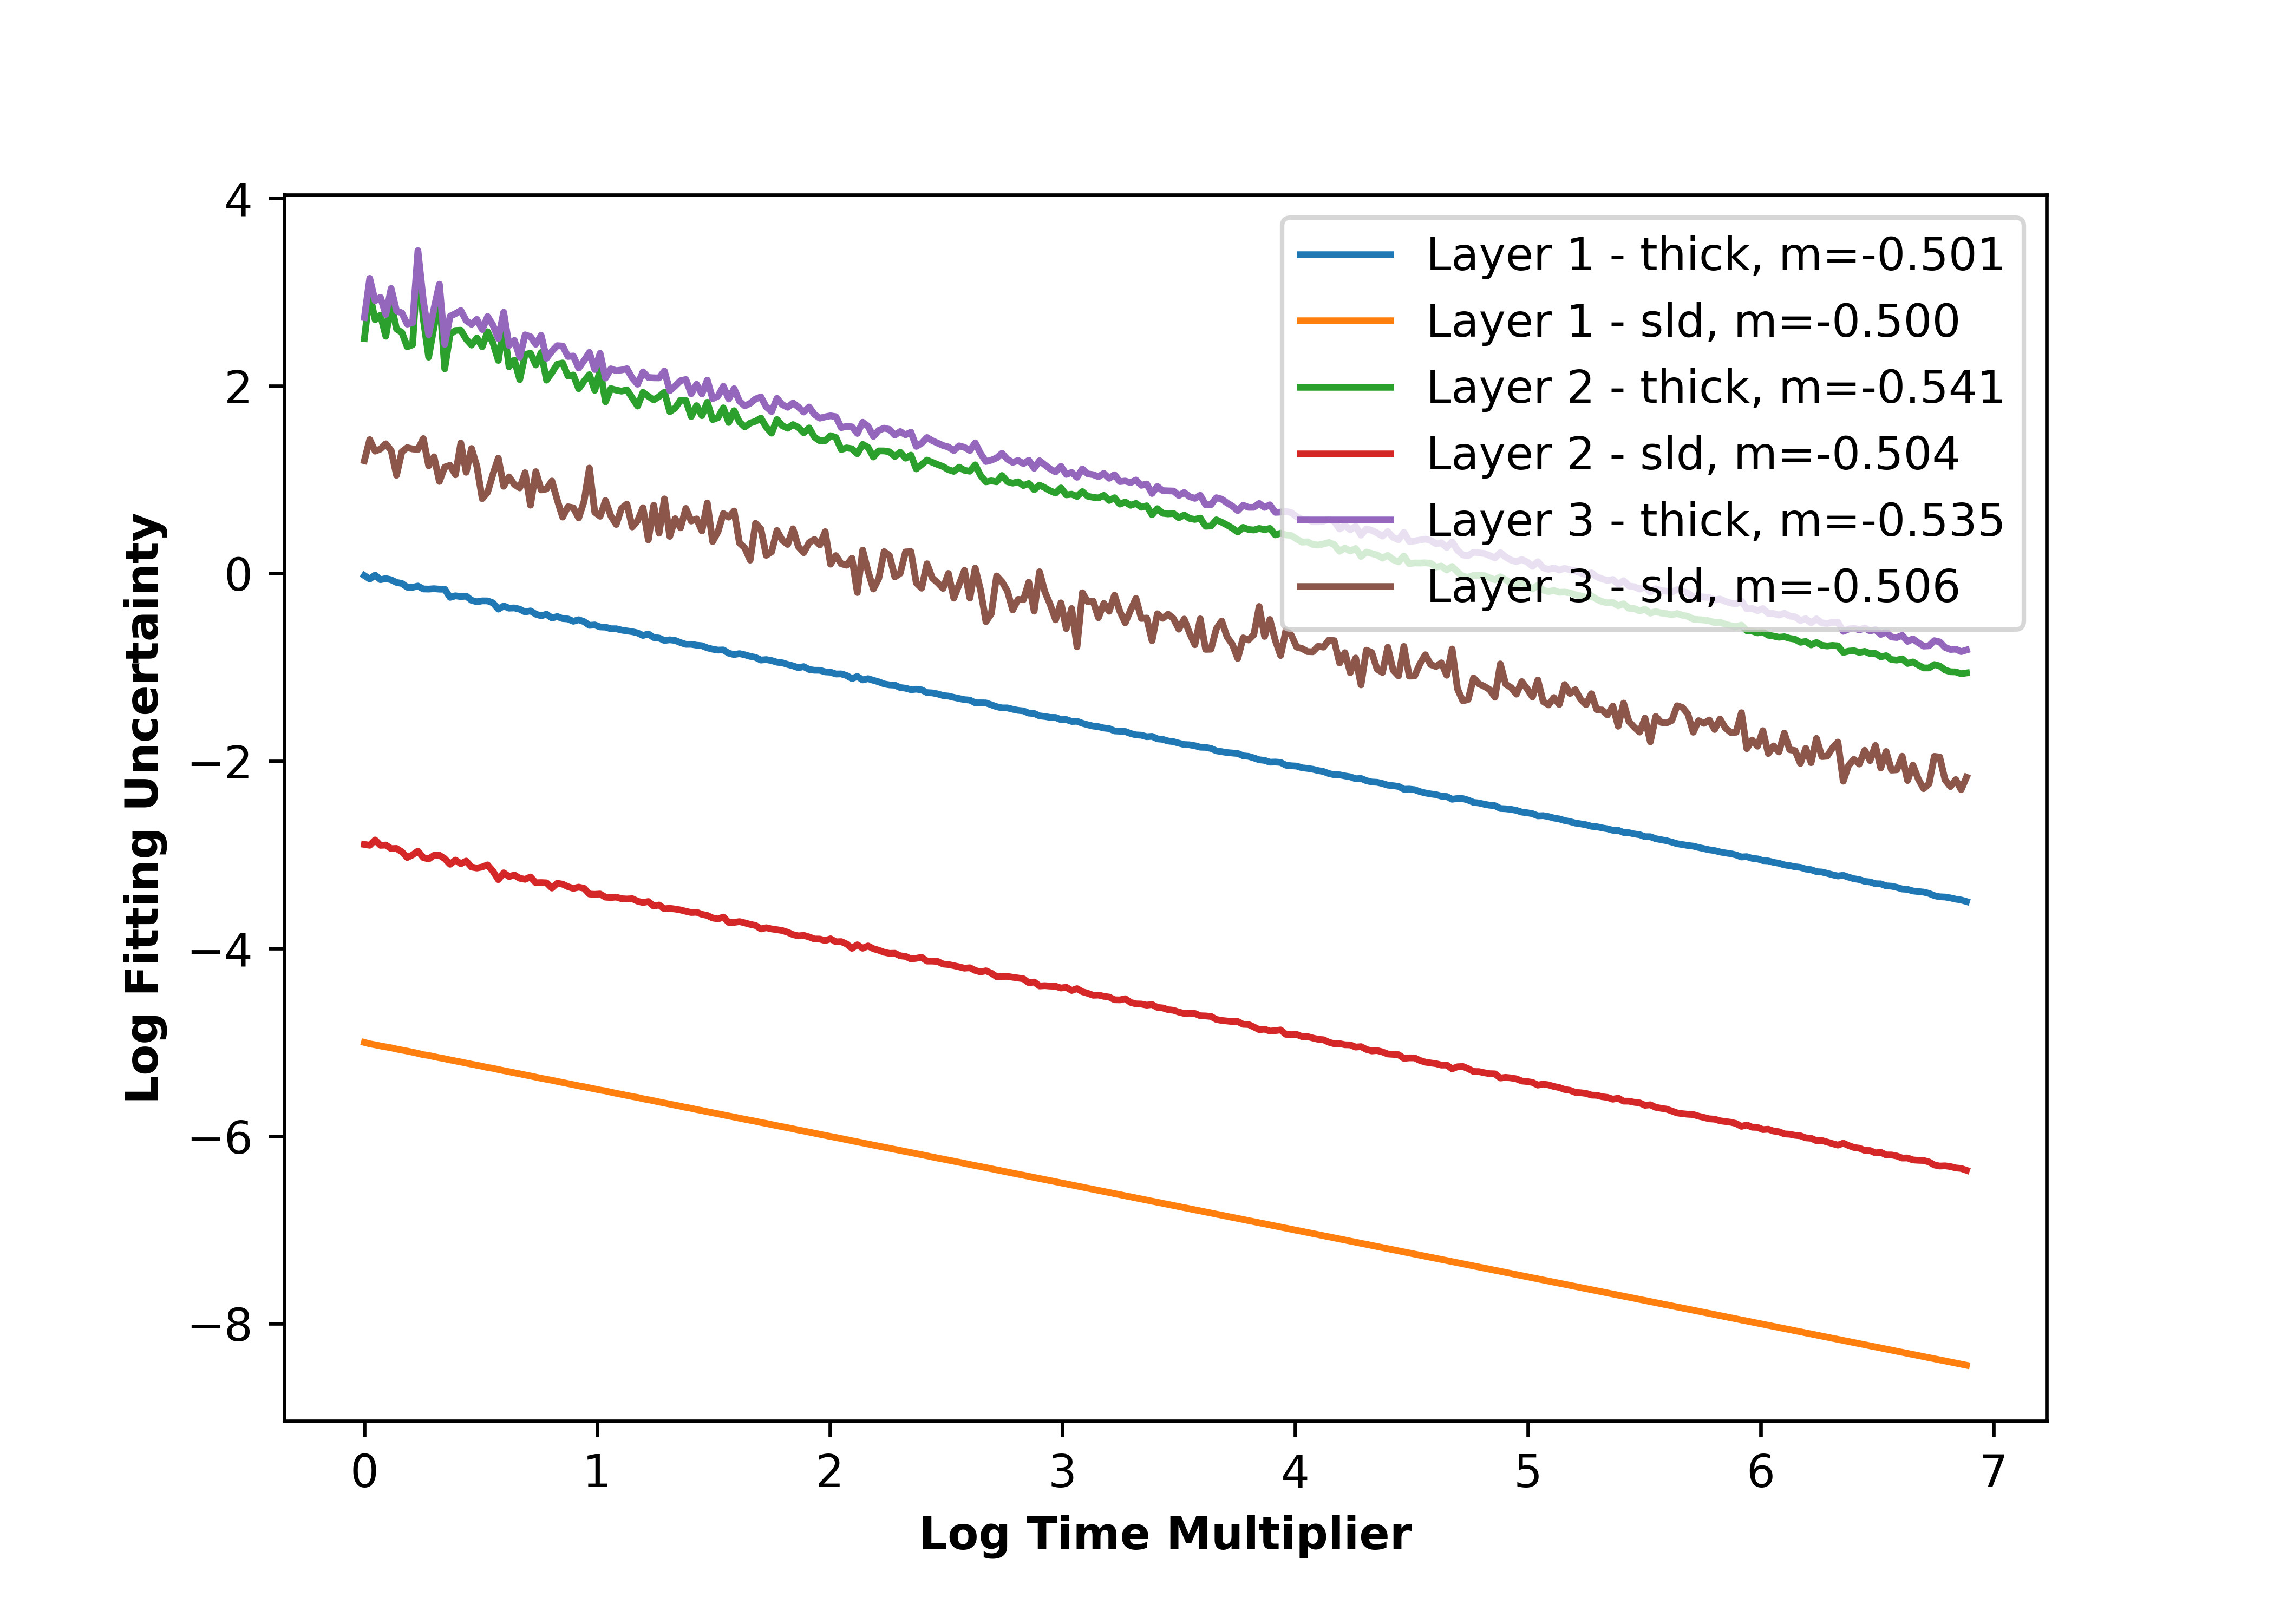 4
2
0
−2
−4
−6
−8
Log Fitting Uncertainty
Layer 1 - thick, m=-0.501
Layer 1 - sld, m=-0.500
Layer 2 - thick, m=-0.541
Layer 2 - sld, m=-0.504
Layer 3 - thick, m=-0.535
Layer 3 - sld, m=-0.506
0 1 2 3 4 5 6 7
Log Time Multiplier